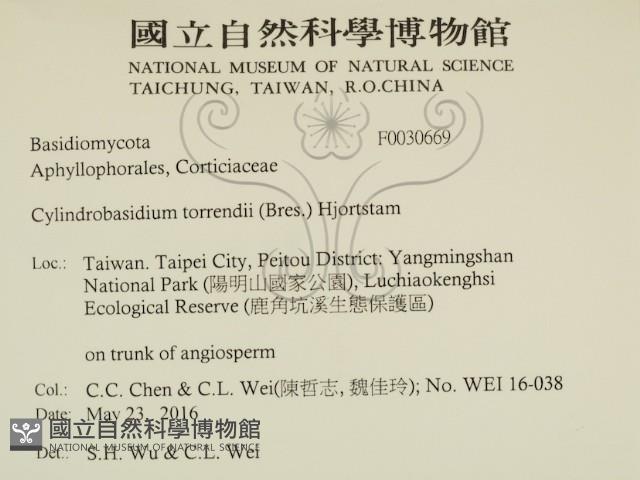 國立自然科學博物館
NATIONAL MUSEUM OF NATURAL SCIENCE
TAICHUNG, TAIWAN, R.O.CHINA
Basidiomycota F0030669
Aphyllophorales, Corticiaceae
Cylindrobasidium torrendii (Bres.) Hjortstam
Loc.: Taiwan. Taipei City, Peitou District: Yangmingshan
National Park (陽明山國家公園), Luchiaokenghsi
Ecological Reserve (鹿角坑溪生態保護區)
on trunk of angiosperm
Col.: C.C. Chen & C.L. Wei(陳哲志, 魏佳玲); No. WEI 16-038
Date: May 23, 2016
國立自然科學博物館
NATIONAL MUSEUM OF NATURAL SCIENCE
Det.: S.H. Wu & C.L. Wei